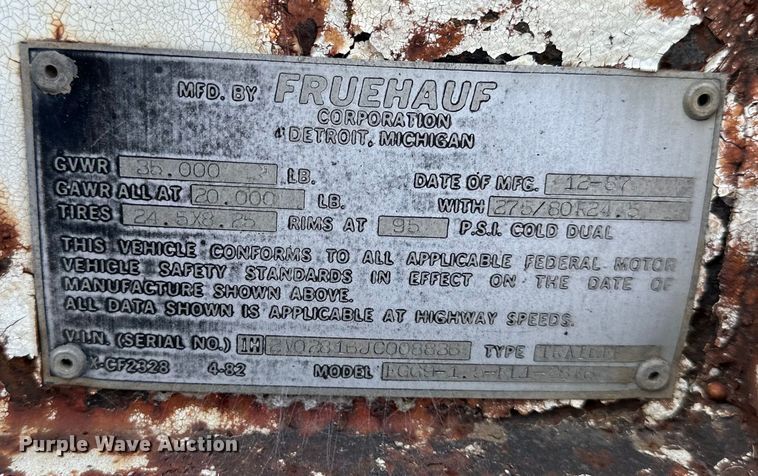 MFD. BY FRUEHAUF
CORPORATION
DETROIT, MICHIGAN
GVWR 35.000 LB. DATE OF MFG. 12-87
GAWR ALL AT 20.000 LB. WITH 275/80R24.5
TIRES 24.5X8.25 RIMS AT 95 P.S.I. COLD DUAL
THIS VEHICLE CONFORMS TO ALL APPLICABLE FEDERAL MOTOR
VEHICLE SAFETY STANDARDS IN EFFECT ON THE DATE OF
MANUFACTURE SHOWN ABOVE.
ALL DATA SHOWN IS APPLICABLE AT HIGHWAY SPEEDS.
V.I.N. (SERIAL NO.) 1H TYPE TRAILER
X-CF2328 4-82 MODEL
Purple Wave Auction